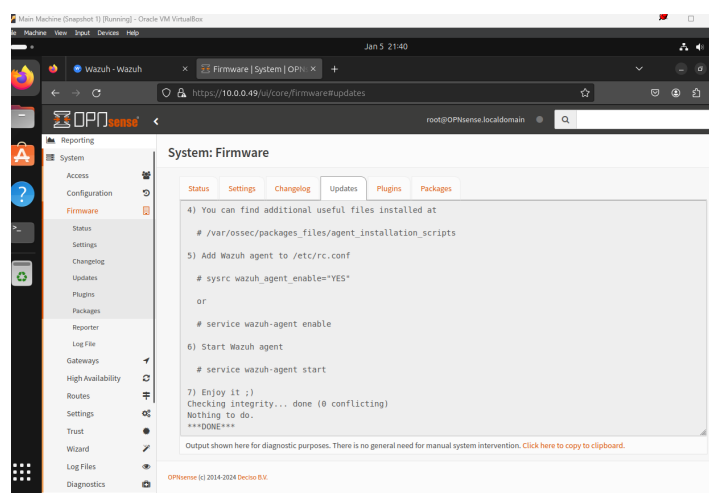 Main Machine (Snapshot 1) [Running] - Oracle VM VirtualBox
File Machine View Input Devices Help
Jan 5 21:40
Wazuh - Wazuh
Firewall | System | OPN
https://10.0.0.49/ui/core/firmware#updates
OPNsense
root@OPNsense.localdomain
Reporting
System
Access
Configuration
Firmware
Status
Settings
Changelog
Updates
Plugins
Packages
Reporter
Log File
Gateways
High Availability
Routes
Settings
Trust
Wizard
Log Files
Diagnostics
System: Firmware
Status Settings Changelog Updates Plugins Packages
4) You can find additional useful files installed at
# /var/ossec/packages_files/agent_installation_scripts
5) Add Wazuh agent to /etc/rc.conf
# sysrc wazuh_agent_enable="YES"
or
# service wazuh-agent enable
6) Start Wazuh agent
# service wazuh-agent start
7) Enjoy it ;)
Checking integrity... done (0 conflicting)
Nothing to do.
***DONE***
Output shown here for diagnostic purposes. There is no general need for manual system intervention. Click here to copy to clipboard.
OPNsense (c) 2014-2024 Deciso B.V.